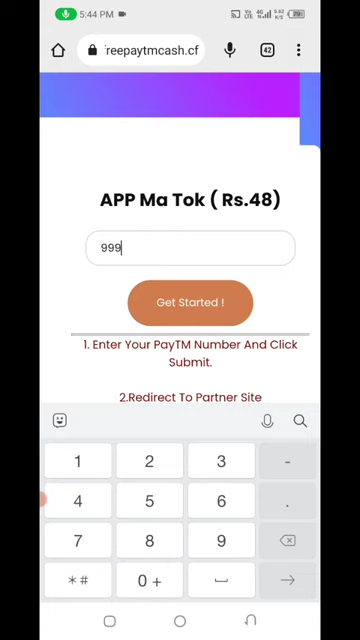 5:44 PM
freepaytmcash.cf
42
APP Ma Tok ( Rs.48)
999
Get Started !
1. Enter Your PayTM Number And Click
Submit.
2.Redirect To Partner Site
1 2 3 -
4 5 6 .
7 8 9
*# 0 +